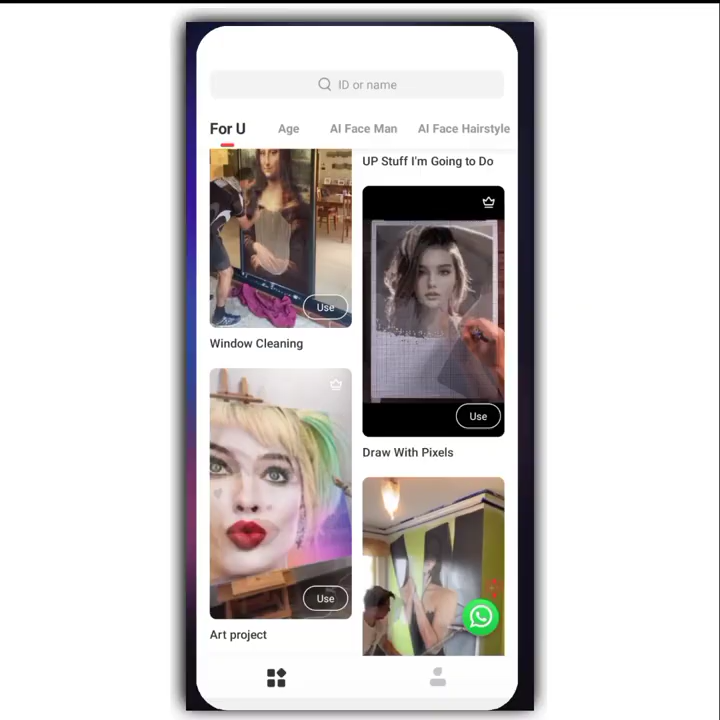 ID or name
For U
Age
AI Face Man
AI Face Hairstyle
UP Stuff I'm Going to Do
Use
Window Cleaning
Use
Draw With Pixels
Use
Art project